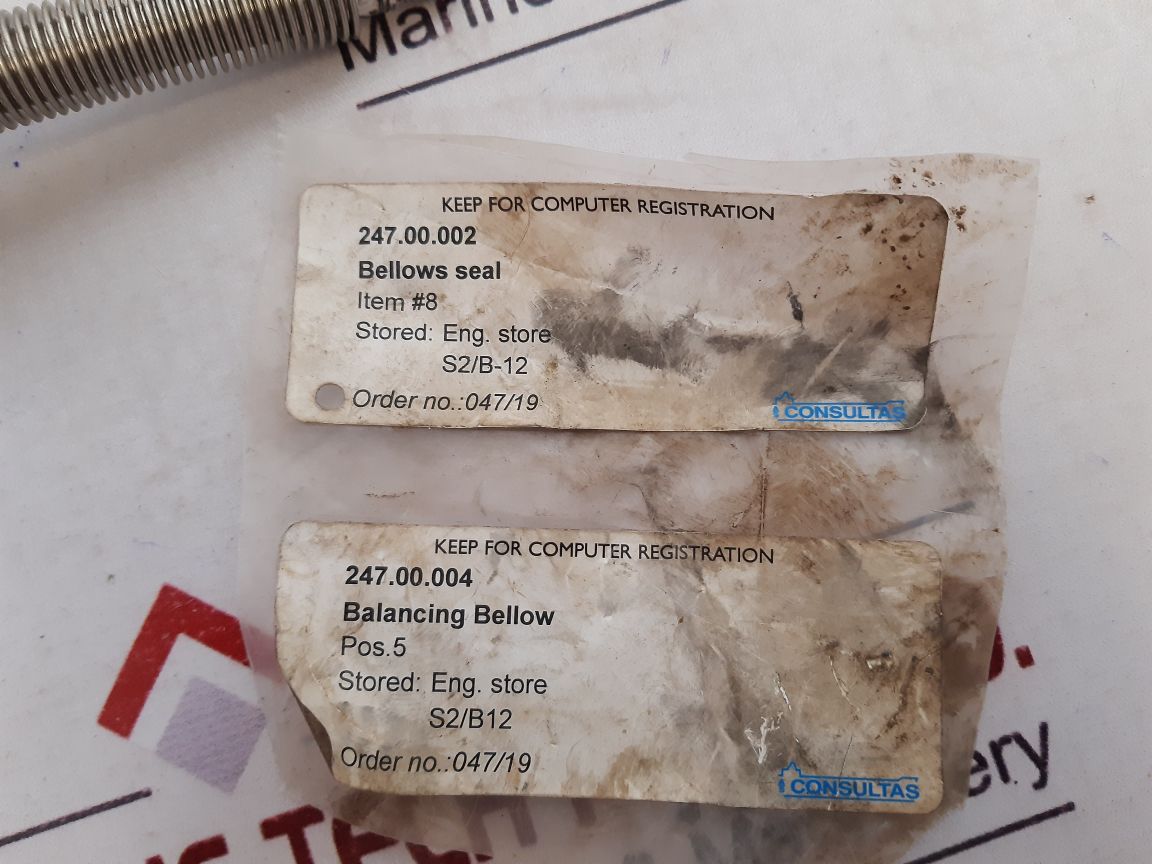 KEEP FOR COMPUTER REGISTRATION
247.00.002
Bellows seal
Item #8
Stored: Eng. store
S2/B-12
Order no.:047/19
CONSULTAS
KEEP FOR COMPUTER REGISTRATION
247.00.004
Balancing Bellow
Pos.5
Stored: Eng. store
S2/B12
Order no.:047/19
CONSULTAS